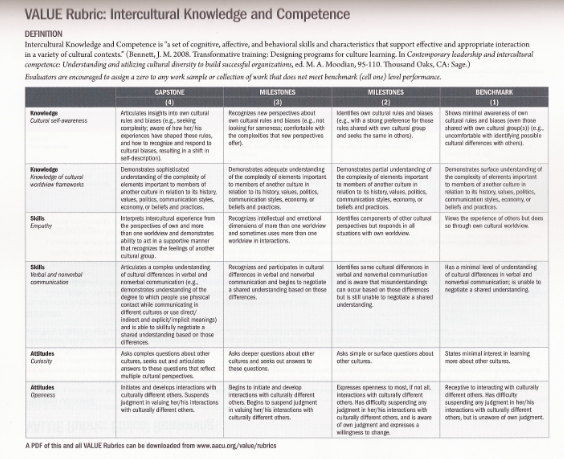 VALUE Rubric: Intercultural Knowledge and Competence
DEFINITION
Intercultural Knowledge and Competence is "a set of cognitive, affective, and behavioral skills and characteristics that support effective and appropriate interaction
in a variety of cultural contexts." (Bennett, J. M. 2008. Transformative training: Designing programs for culture learning. In Contemporary leadership and intercultural
competence: Understanding and utilizing cultural diversity to build successful organizations, ed. M. A. Moodian, 95-110. Thousand Oaks, CA: Sage.)
Evaluators are encouraged to assign a zero to any work sample or collection of work that does not meet benchmark (cell one) level performance.
CAPSTONE
(4)
MILESTONES
(3)
MILESTONES
(2)
BENCHMARK
(1)
Knowledge
Cultural self-awareness
Articulates insights into own cultural
rules and biases (e.g., seeking
complexity; aware of how her/his
experiences have shaped these rules,
and how to recognize and respond to
cultural biases, resulting in a shift in
self-description).
Recognizes new perspectives about
own cultural rules and biases (e.g., not
looking for sameness; comfortable with
the complexities that new perspectives
offer).
Identifies own cultural rules and biases
(e.g., with a strong preference for those
rules shared with own cultural group
and seeks the same in others).
Shows minimal awareness of own
cultural rules and biases (even those
shared with own cultural group(s)) (e.g.,
uncomfortable with identifying possible
cultural differences with others).
Knowledge
Knowledge of cultural
worldview frameworks
Demonstrates sophisticated
understanding of the complexity of
elements important to members of
another culture in relation to its history,
values, politics, communication styles,
economy, or beliefs and practices.
Demonstrates adequate understanding
of the complexity of elements important
to members of another culture in
relation to its history, values, politics,
communication styles, economy, or
beliefs and practices.
Demonstrates partial understanding of
the complexity of elements important
to members of another culture in
relation to its history, values, politics,
communication styles, economy, or
beliefs and practices.
Demonstrates surface understanding of
the complexity of elements important
to members of another culture in
relation to its history, values, politics,
communication styles, economy, or
beliefs and practices.
Skills
Empathy
Interprets intercultural experience from
the perspectives of own and more
than one worldview and demonstrates
ability to act in a supportive manner
that recognizes the feelings of another
cultural group.
Recognizes intellectual and emotional
dimensions of more than one worldview
and sometimes uses more than one
worldview in interactions.
Identifies components of other cultural
perspectives but responds in all
situations with own worldview.
Views the experience of others but does
so through own cultural worldview.
Skills
Verbal and nonverbal
communication
Articulates a complex understanding
of cultural differences in verbal and
nonverbal communication (e.g.,
demonstrates understanding of the
degree to which people use physical
contact while communicating in
different cultures or use direct/
indirect and explicit/implicit meanings)
and is able to skillfully negotiate a
shared understanding based on those
differences.
Recognizes and participates in cultural
differences in verbal and nonverbal
communication and begins to negotiate
a shared understanding based on those
differences.
Identifies some cultural differences in
verbal and nonverbal communication
and is aware that misunderstandings
can occur based on those differences
but is still unable to negotiate a shared
understanding.
Has a minimal level of understanding
of cultural differences in verbal and
nonverbal communication; is unable to
negotiate a shared understanding.
Attitudes
Curiosity
Asks complex questions about other
cultures, seeks out and articulates
answers to these questions that reflect
multiple cultural perspectives.
Asks deeper questions about other
cultures and seeks out answers to
these questions.
Asks simple or surface questions about
other cultures.
States minimal interest in learning
more about other cultures.
Attitudes
Openness
Initiates and develops interactions with
culturally different others. Suspends
judgment in valuing her/his interactions
with culturally different others.
Begins to initiate and develop
interactions with culturally different
others. Begins to suspend judgment
in valuing her/his interactions with
culturally different others.
Expresses openness to most, if not all,
interactions with culturally different
others. Has difficulty suspending any
judgment in her/his interactions with
culturally different others, and is aware
of own judgment and expresses a
willingness to change.
Receptive to interacting with culturally
different others. Has difficulty
suspending any judgment in her/his
interactions with culturally different
others, but is unaware of own judgment.
A PDF of this and all VALUE Rubrics can be downloaded from www.aacu.org/value/rubrics